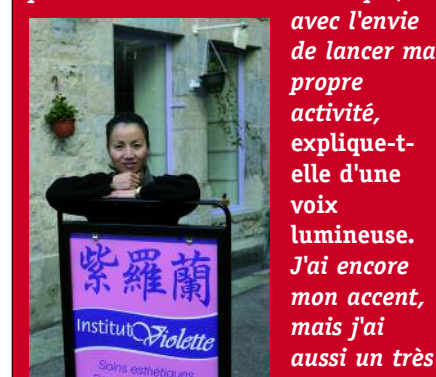 avec l'envie
de lancer ma
propre
activité,
explique-t-
elle d'une
voix
lumineuse.
J'ai encore
mon accent,
mais j'ai
aussi un très
紫羅蘭
Institut Violette
Soins esthétiques